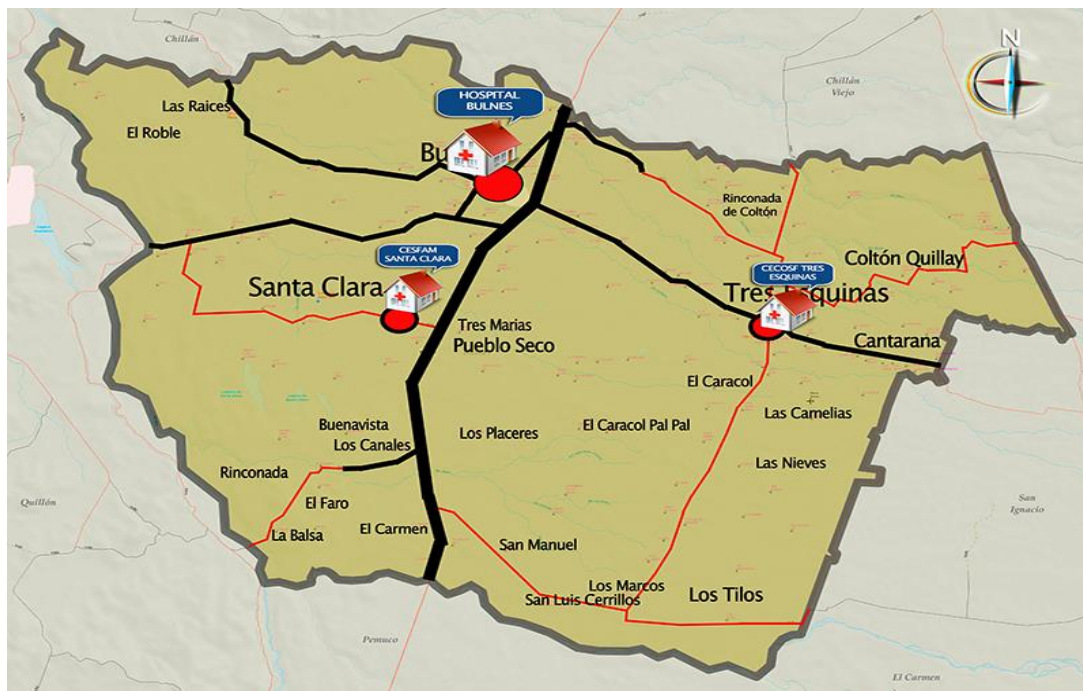 Chillán
N
Chillán
Viejo
HOSPITAL
BULNES
Las Raices
El Roble
Bu
Rinconada
de Coltón
CESFAM
SANTA CLARA
CECOSF TRES
ESQUINAS
Coltón Quillay
Santa Clara
Tres Esquinas
Tres Marias
Pueblo Seco
Cantarana
El Caracol
Las Camelias
Buenavista
Los Canales
Los Placeres
El Caracol Pal Pal
Las Nieves
Rinconada
El Faro
La Balsa
El Carmen
Quillón
San
Ignacio
San Manuel
Los Marcos
San Luis Cerrillos
Los Tilos
Pemuco
El Carmen